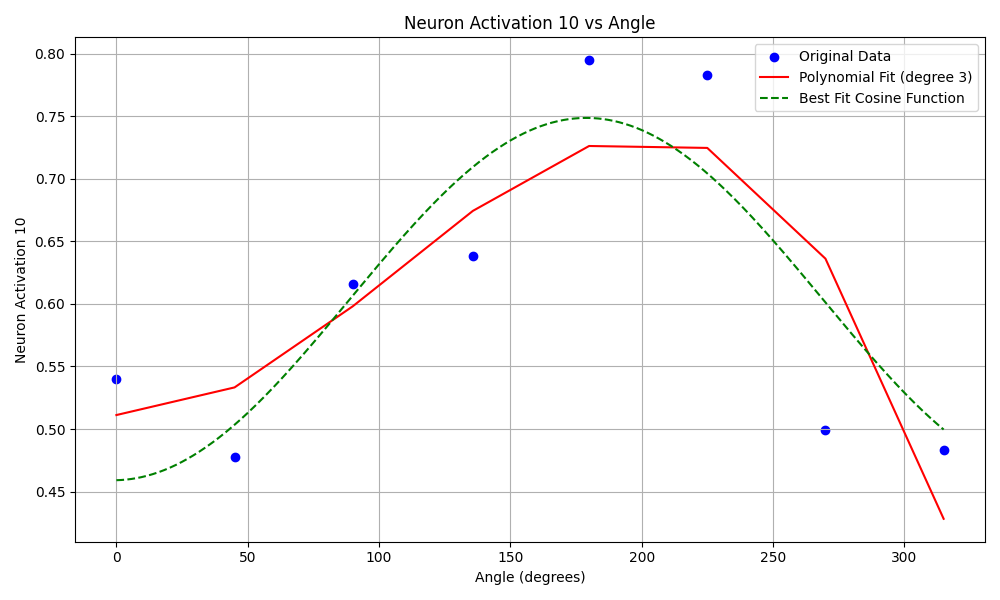 Neuron Activation 10 vs Angle
Original Data
Polynomial Fit (degree 3)
Best Fit Cosine Function
Neuron Activation 10
0.80
0.75
0.70
0.65
0.60
0.55
0.50
0.45
0
50
100
150
200
250
300
Angle (degrees)